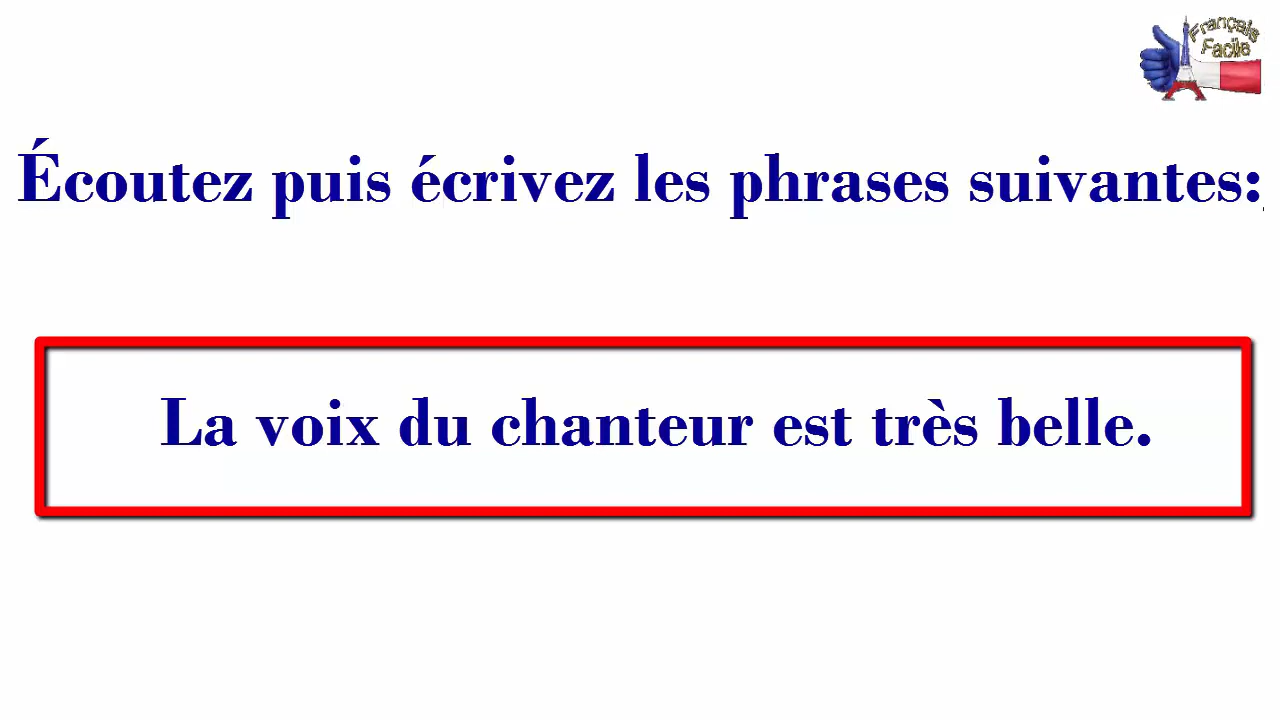 Français
Facile
Écoutez puis écrivez les phrases suivantes:
La voix du chanteur est très belle.